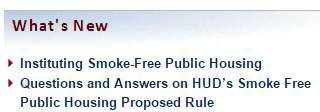 What's New
Instituting Smoke-Free Public Housing
Questions and Answers on HUD's Smoke Free
Public Housing Proposed Rule